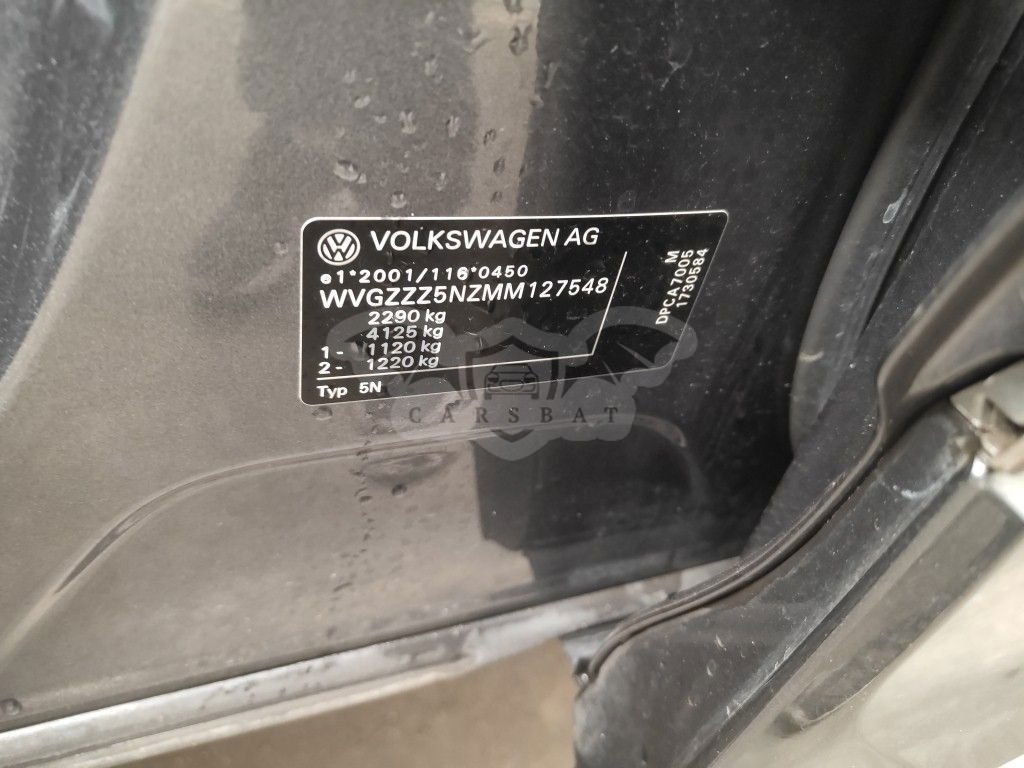 VOLKSWAGEN AG
e1*2001/116*0450
WVGZZZ5NZMM127548
2290 kg
4125 kg
1- 1120 kg
2- 1220 kg
Typ 5N
M
DPCA7005
1730584
CARSBAT